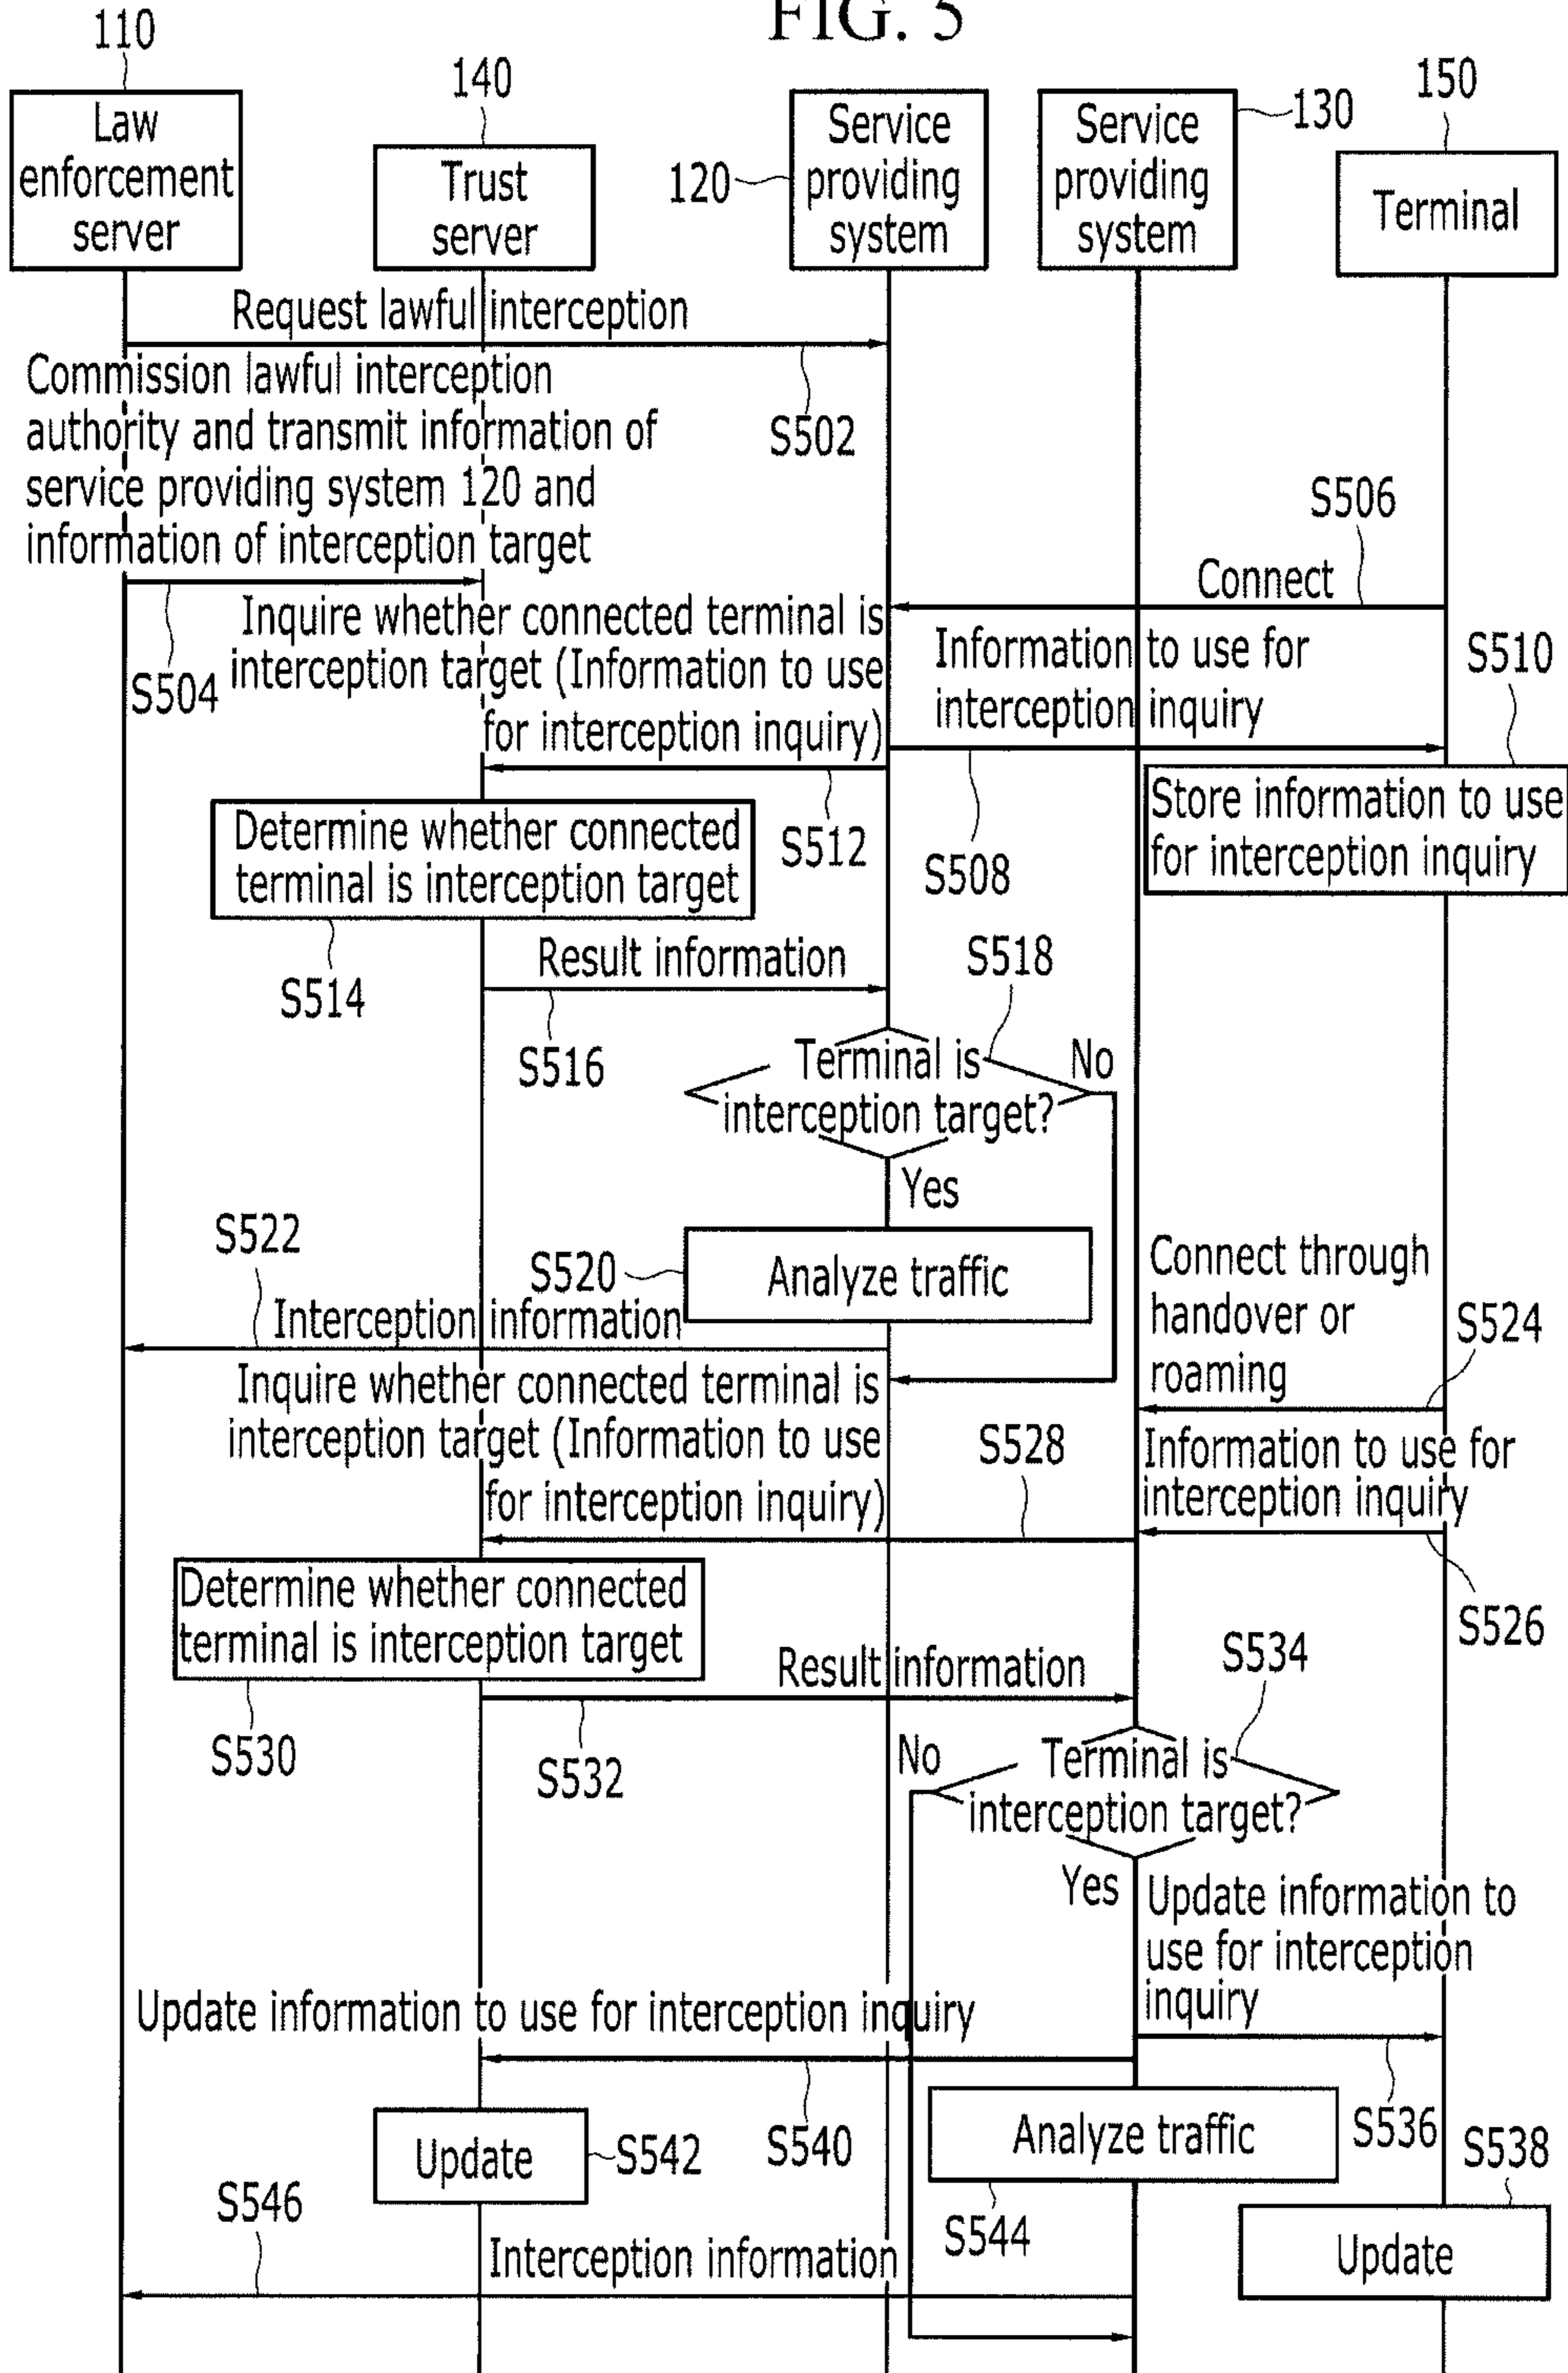 FIG. 5
110
140
150
130
120
Law
enforcement
server
Trust
server
Service
providing
system
Service
providing
system
Terminal
Request lawful interception
S502
Commission lawful interception
authority and transmit information of
service providing system 120 and
information of interception target
S504
S506
Connect
Inquire whether connected terminal is
interception target (Information to use
for interception inquiry)
Information to use for
interception inquiry
S510
S512
S508
Store information to use
for interception inquiry
Determine whether connected
terminal is interception target
S514
Result information
S516
S518
Terminal is
interception target?
No
Yes
S522
S520
Analyze traffic
Interception information
Connect through
handover or
roaming
S524
Inquire whether connected terminal is
interception target (Information to use
for interception inquiry)
S528
Information to use for
interception inquiry
S526
Determine whether connected
terminal is interception target
S530
Result information
S532
S534
No
Terminal is
interception target?
Yes
Update information to
use for interception
inquiry
Update information to use for interception inquiry
S540
S536
Update
S542
Analyze traffic
S544
S538
Update
S546
Interception information